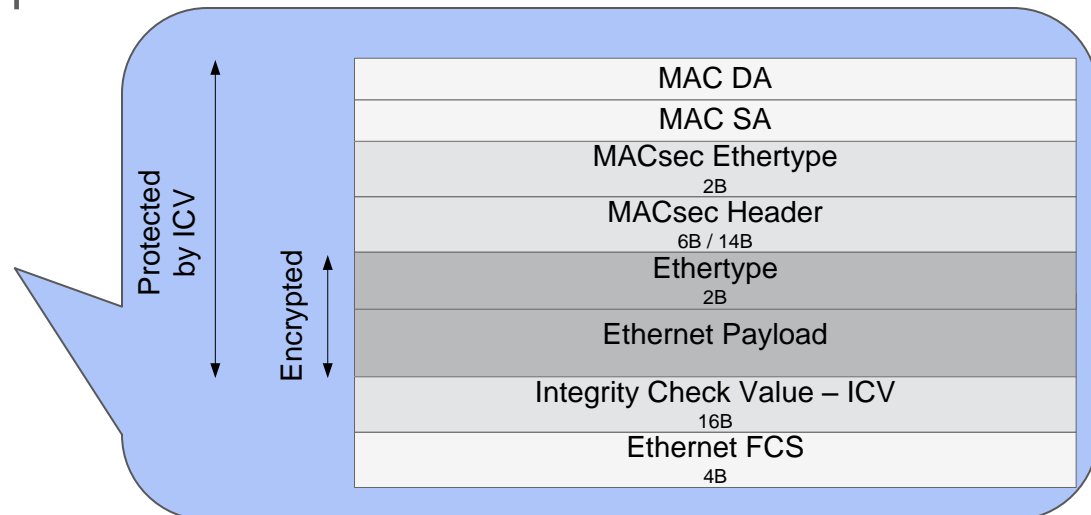 MAC DA
MAC SA
MACsec Ethertype
2B
MACsec Header
6B / 14B
Ethertype
2B
Ethernet Payload
Integrity Check Value – ICV
16B
Ethernet FCS
4B
Protected
by ICV
Encrypted